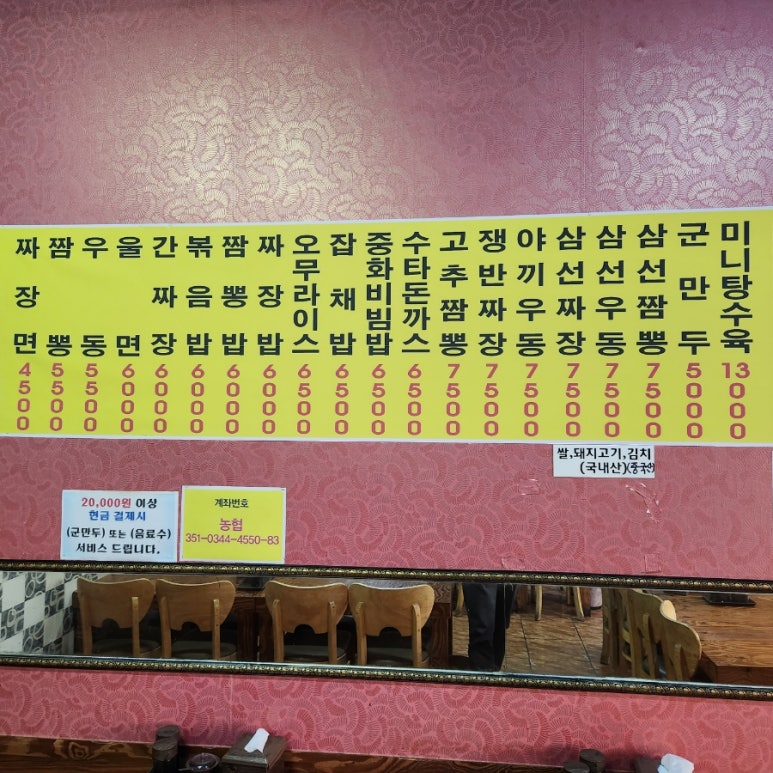 짜장면 4500
짬뽕 5500
우동 5500
울면 6000
간짜장 6000
볶음밥 6000
짬뽕밥 6000
짜장밥 6000
오무라이스 6500
잡채밥 6500
중화비빔밥 6500
수타돈까스 6500
고추짬뽕 7500
쟁반짜장 7500
야끼우동 7500
삼선짜장 7500
삼선우동 7500
삼선짬뽕 7500
군만두 5000
미니탕수육 13000
쌀,돼지고기,김치
(국내산)(중국산)
20,000원 이상
현금 결제시
(군만두) 또는 (음료수)
서비스 드립니다.
계좌번호
농협
351-0344-4550-83